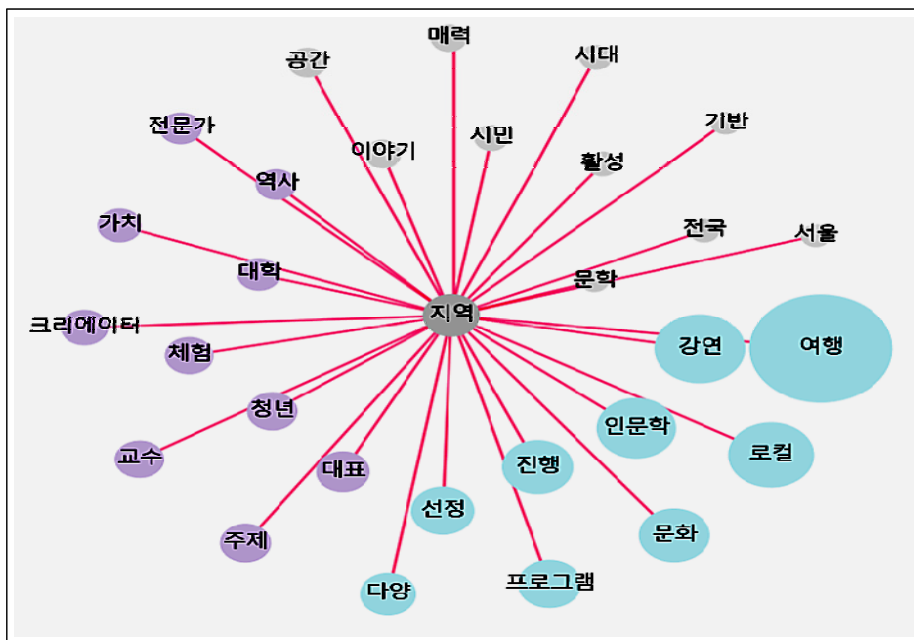 매력
시대
공간
기반
전문가
시민
이야기
활성
역사
가치
전국
서울
대학
문학
지역
크리에이터
체험
강연
여행
청년
인문학
로컬
교수
대표
진행
선정
주제
문화
다양
프로그램